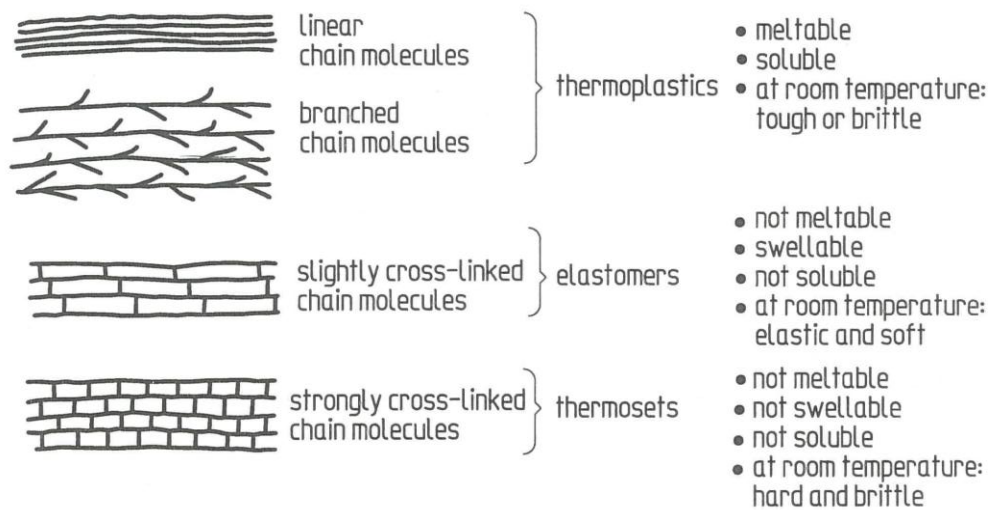 linear
chain molecules
branched
chain molecules
thermoplastics
• meltable
• soluble
• at room temperature:
tough or brittle
slightly cross-linked
chain molecules
elastomers
• not meltable
• swellable
• not soluble
• at room temperature:
elastic and soft
strongly cross-linked
chain molecules
thermosets
• not meltable
• not swellable
• not soluble
• at room temperature:
hard and brittle